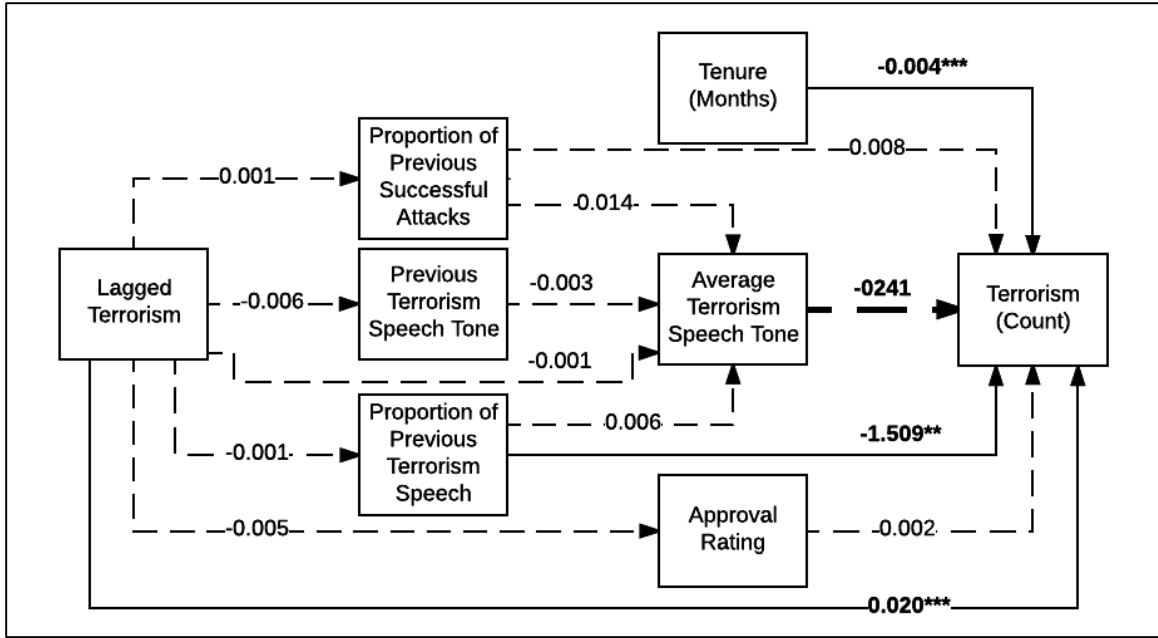 Tenure
(Months)
-0.004***
Proportion of
Previous
Successful
Attacks
0.008
0.001
0.014
Lagged
Terrorism
-0.006
Previous
Terrorism
Speech Tone
-0.003
Average
Terrorism
Speech Tone
-0241
Terrorism
(Count)
-0.001
Proportion of
Previous
Terrorism
Speech
0.006
-1.509**
-0.001
-0.005
Approval
Rating
-0.002
0.020***